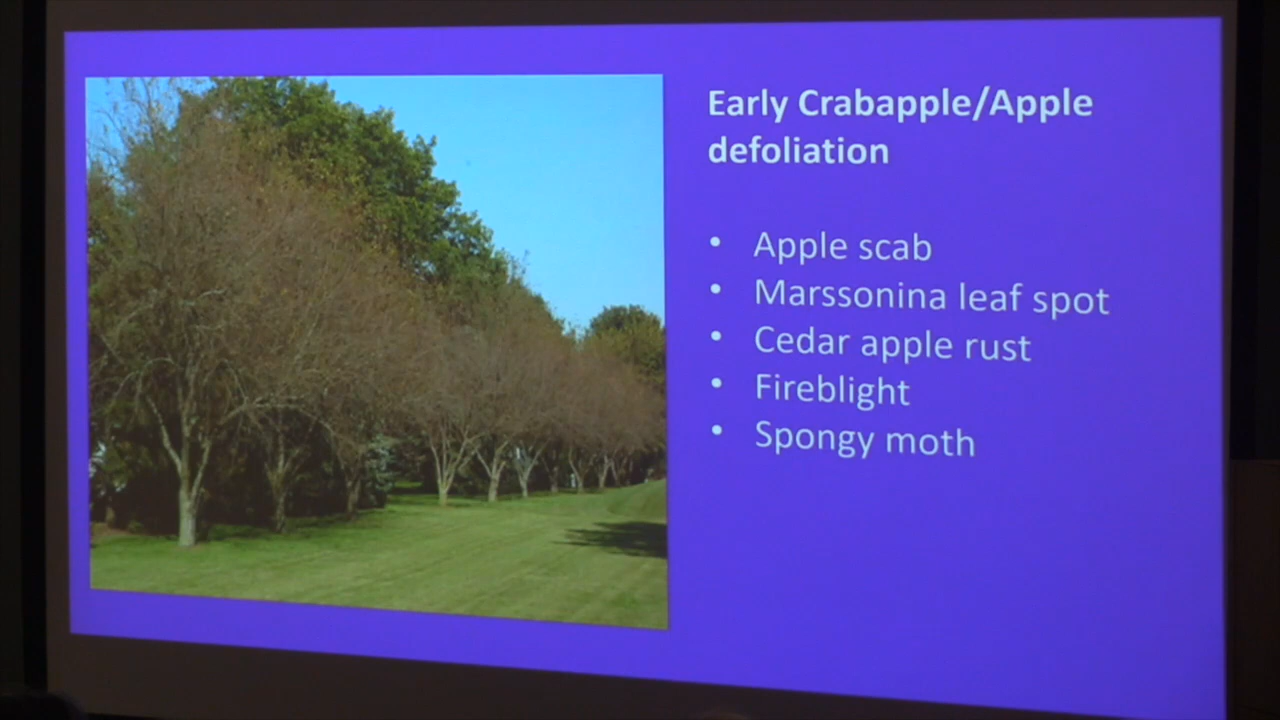 Early Crabapple/Apple
defoliation
• Apple scab
• Marssonina leaf spot
• Cedar apple rust
• Fireblight
• Spongy moth